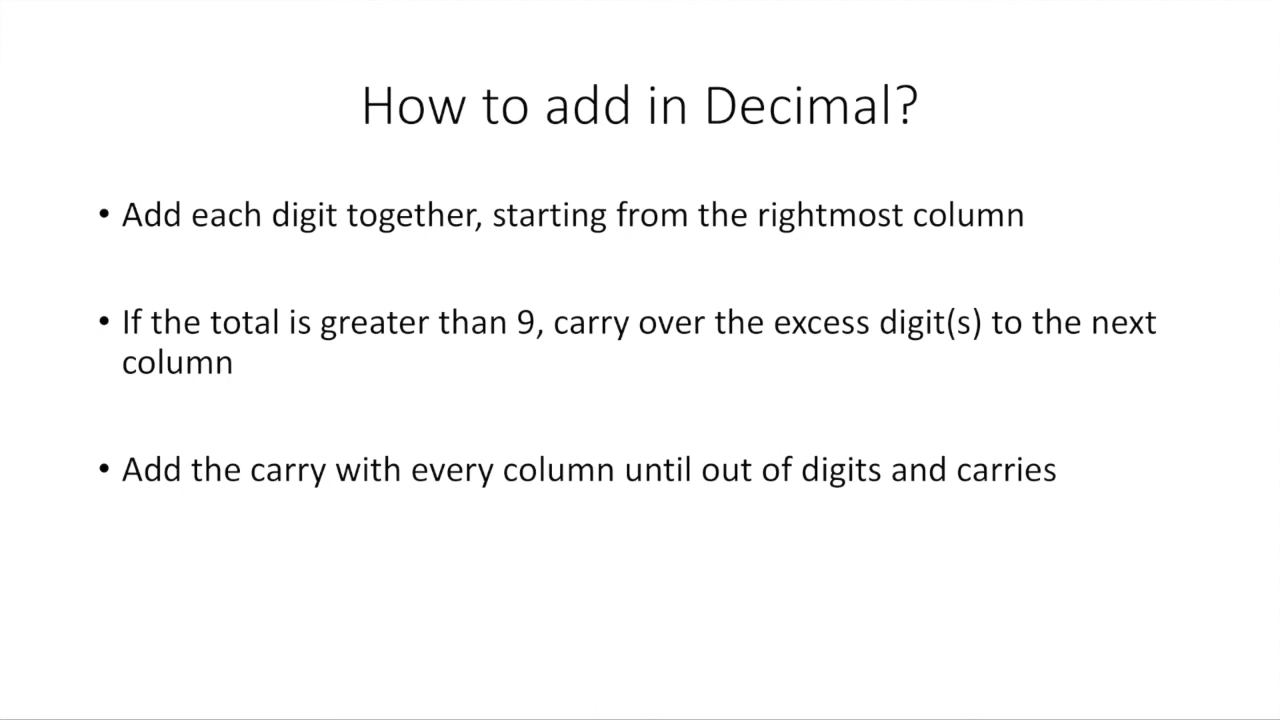 How to add in Decimal?
• Add each digit together, starting from the rightmost column
• If the total is greater than 9, carry over the excess digit(s) to the next
column
• Add the carry with every column until out of digits and carries